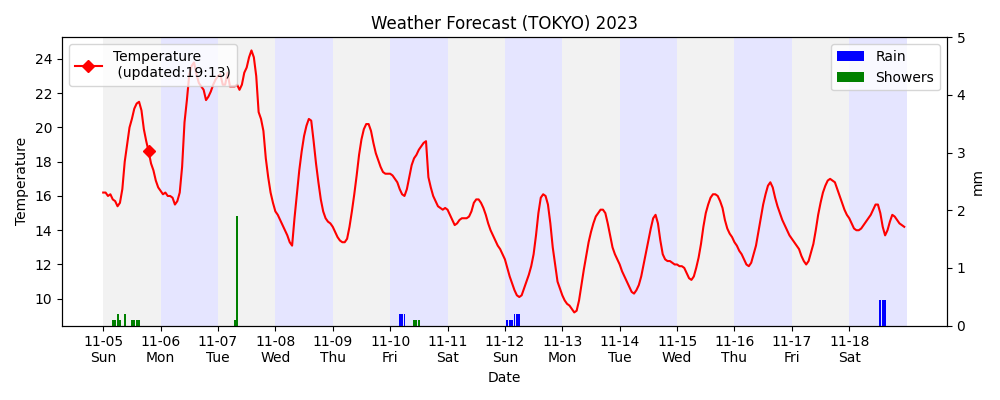 Weather Forecast (TOKYO) 2023
Temperature
(updated:19:13)
Rain
Showers
Temperature
24
22
20
18
16
14
12
10
5
4
3
2
1
0
mm
11-05 11-06 11-07 11-08 11-09 11-10 11-11 11-12 11-13 11-14 11-15 11-16 11-17 11-18
Sun Mon Tue Wed Thu Fri Sat Sun Mon Tue Wed Thu Fri Sat
Date